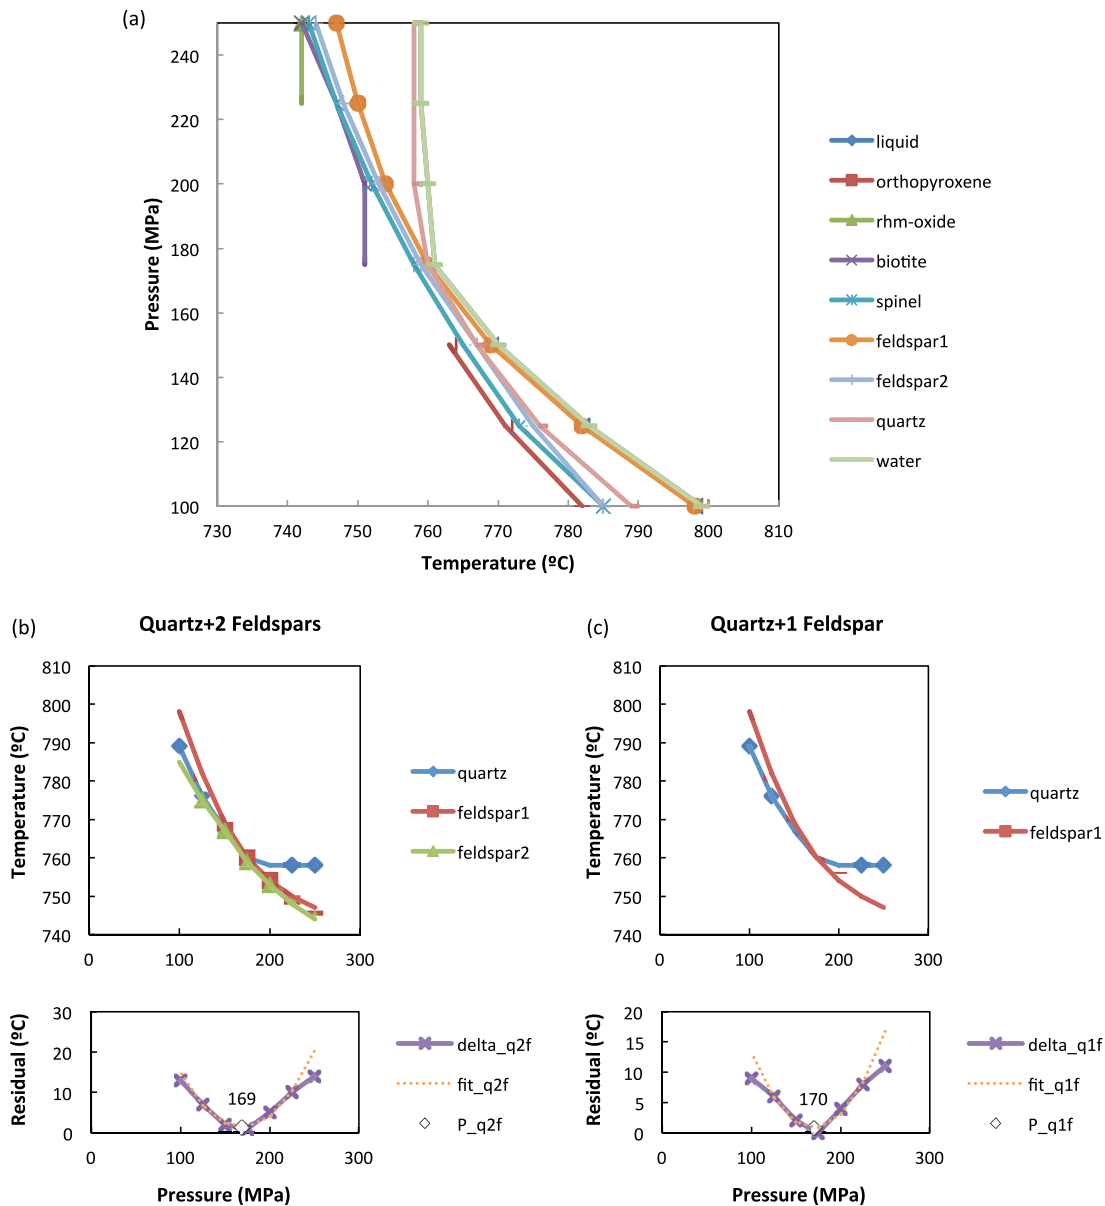 (a)
240
220
200
180
160
140
120
100
730 740 750 760 770 780 790 800 810
Pressure (MPa)
Temperature (ºC)
liquid
orthopyroxene
rhm-oxide
biotite
spinel
feldspar1
feldspar2
quartz
water
(b) Quartz+2 Feldspars
810
800
790
780
770
760
750
740
0 100 200 300
Temperature (ºC)
quartz
feldspar1
feldspar2
30
20
10
0
169
0 100 200 300
Residual (ºC)
Pressure (MPa)
delta_q2f
fit_q2f
P_q2f
(c) Quartz+1 Feldspar
810
800
790
780
770
760
750
740
0 100 200 300
Temperature (ºC)
quartz
feldspar1
20
15
10
5
0
170
0 100 200 300
Residual (ºC)
Pressure (MPa)
delta_q1f
fit_q1f
P_q1f